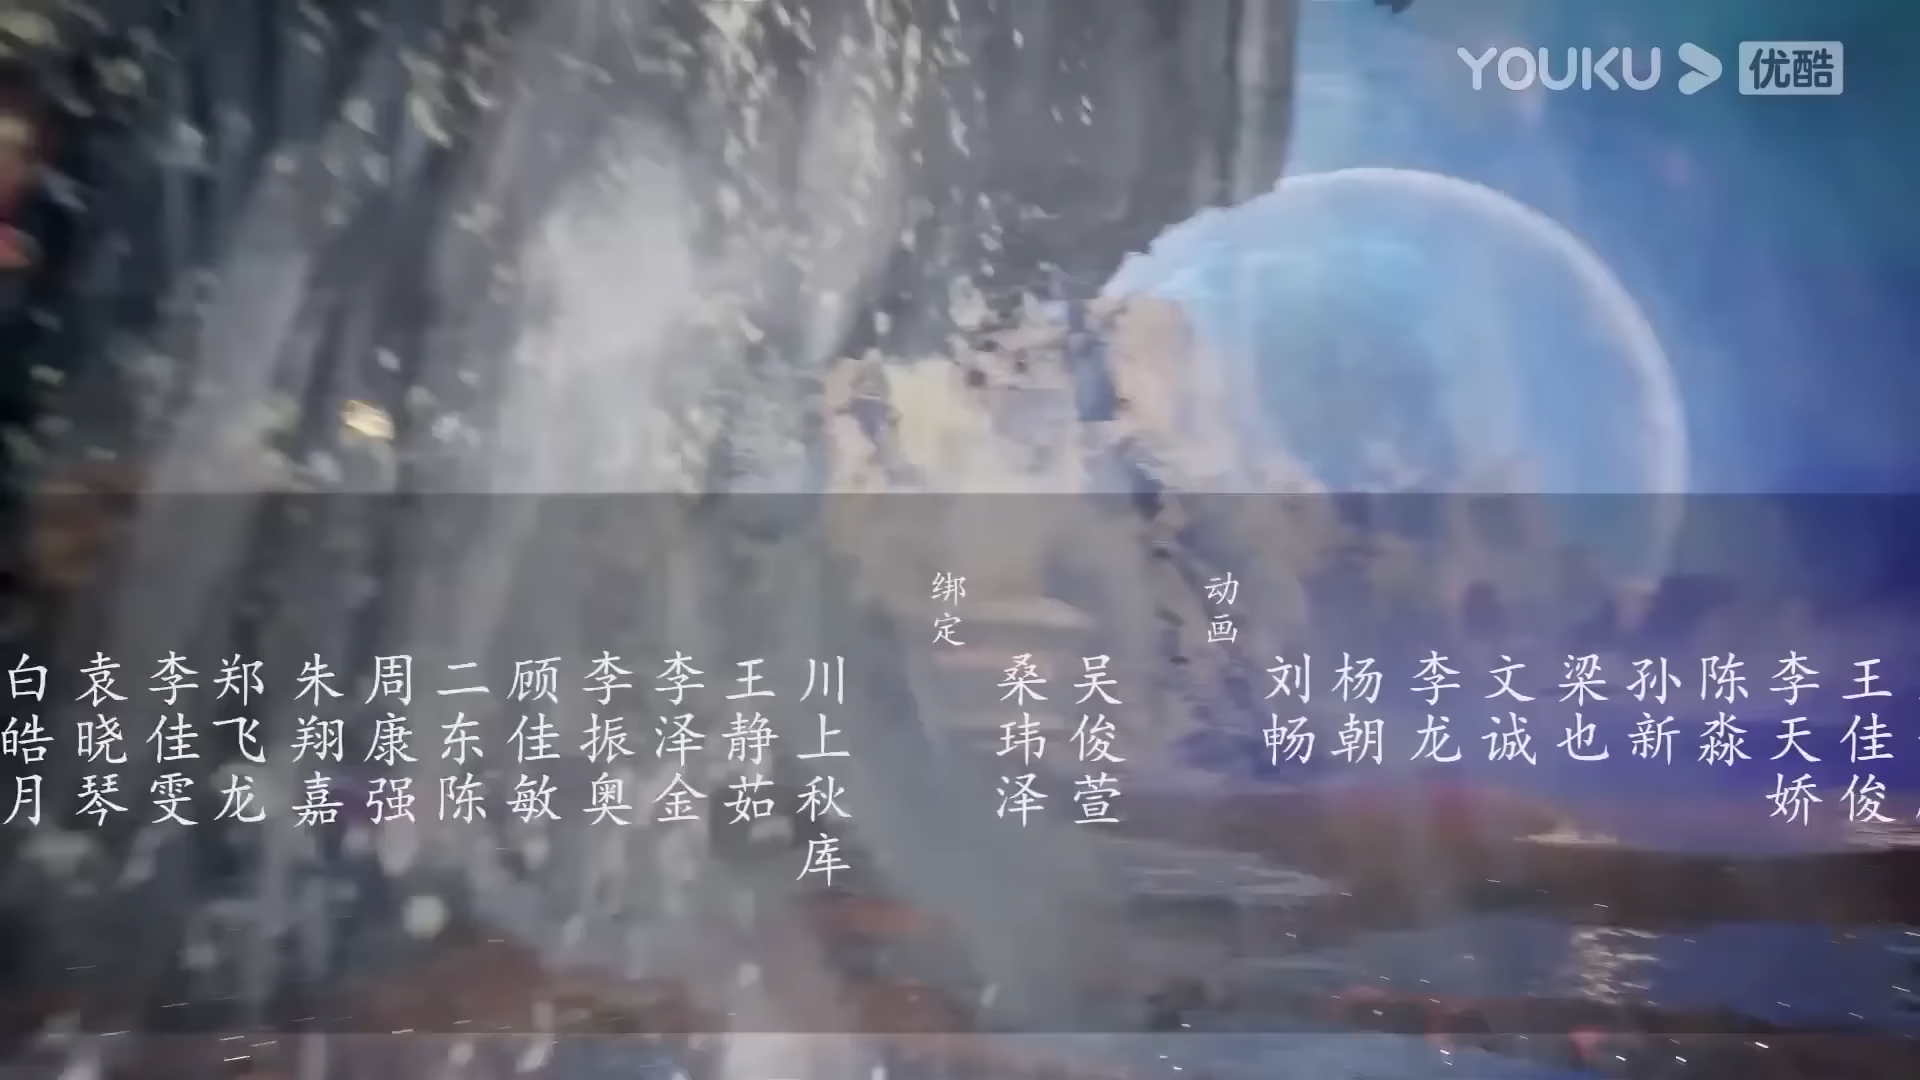 YOUKU 优酷
白皓月
袁晓琴
李佳雯
郑飞龙
朱翔嘉
周康强
二东陈
顾佳敏
李振奥
李泽金
王静茹
川上秋库
绑定
桑玮泽
吴俊萱
动画
刘畅
杨朝
李龙
文诚
梁也
孙新
陈淼
李天娇
王佳俊